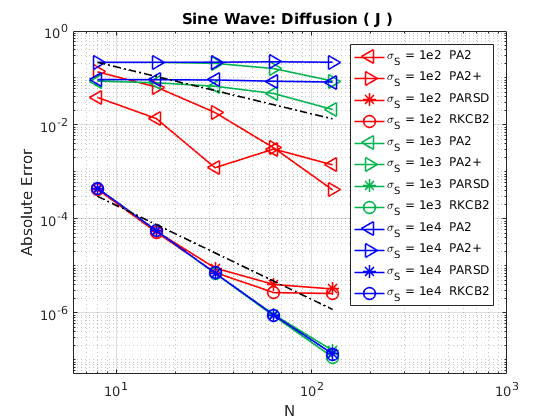 Sine Wave: Diffusion ( J )
10^0
10^-2
10^-4
10^-6
Absolute Error
10^1
10^2
10^3
N
σ_S = 1e2 PA2
σ_S = 1e2 PA2+
σ_S = 1e2 PARSD
σ_S = 1e2 RKCB2
σ_S = 1e3 PA2
σ_S = 1e3 PA2+
σ_S = 1e3 PARSD
σ_S = 1e3 RKCB2
σ_S = 1e4 PA2
σ_S = 1e4 PA2+
σ_S = 1e4 PARSD
σ_S = 1e4 RKCB2